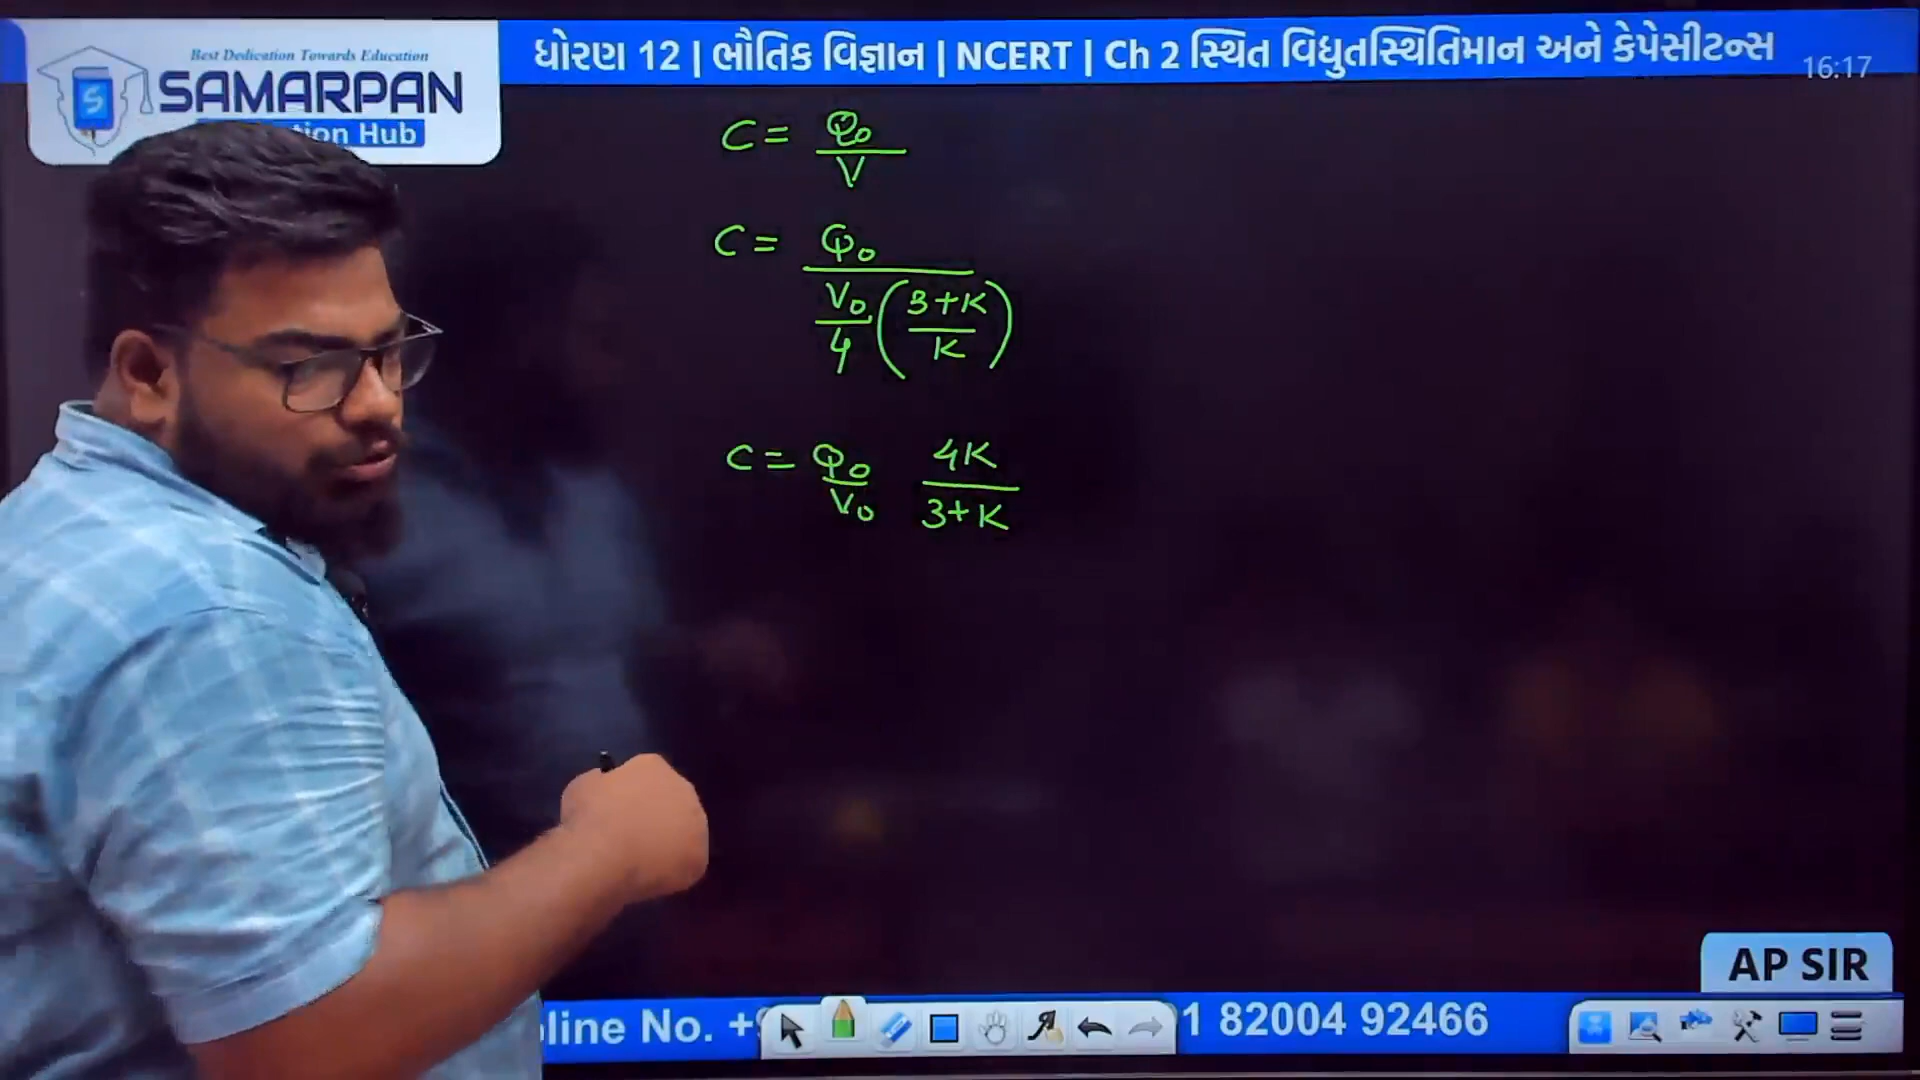 Best Dedication Towards Education
SAMARPAN
tion Hub
ધોરણ 12 | ભૌતિક વિજ્ઞાન | NCERT | Ch 2 સ્થિત વિદ્યુતસ્થિતિમાન અને કેપેસીટન્સ
16:17
C = Q₀ / V
C = Q₀ / (V₀/4 (3+K / K))
C = Q₀/V₀ 4K / 3+K
AP SIR
line No. +9
1 82004 92466